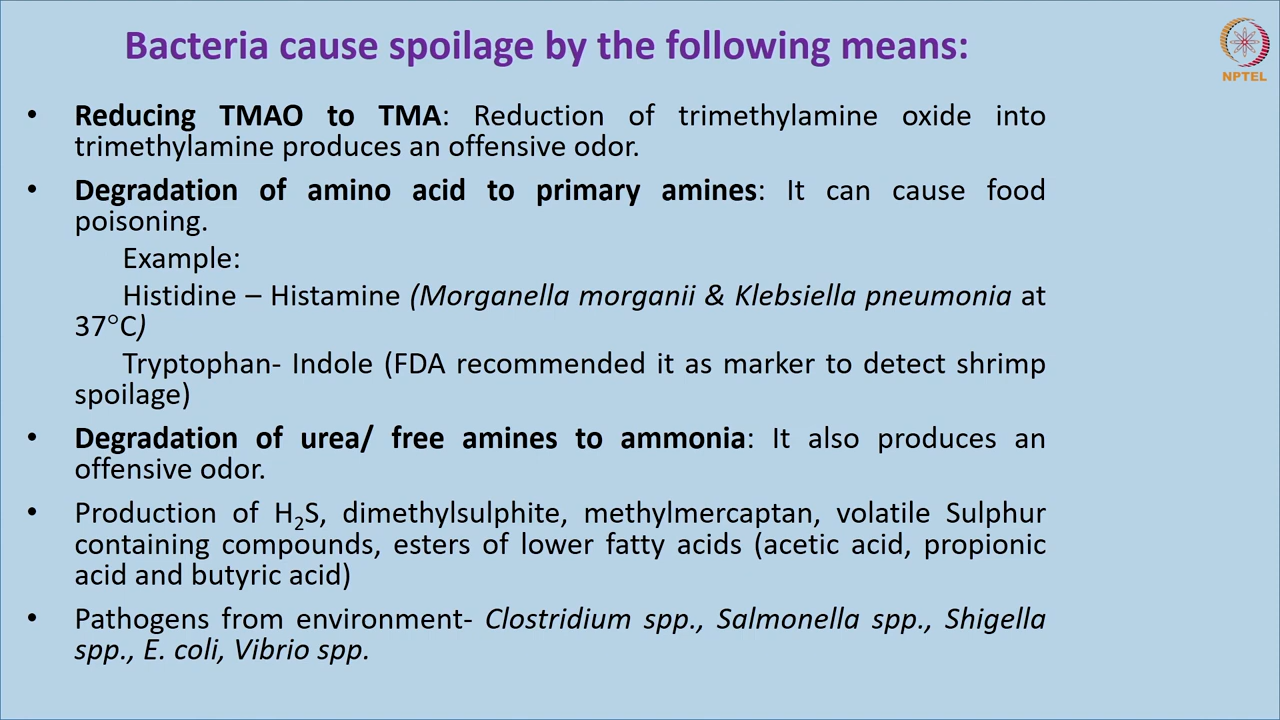 Bacteria cause spoilage by the following means:
NPTEL
• Reducing TMAO to TMA: Reduction of trimethylamine oxide into
trimethylamine produces an offensive odor.
• Degradation of amino acid to primary amines: It can cause food
poisoning.
Example:
Histidine – Histamine (Morganella morganii & Klebsiella pneumonia at
37°C)
Tryptophan- Indole (FDA recommended it as marker to detect shrimp
spoilage)
• Degradation of urea/ free amines to ammonia: It also produces an
offensive odor.
• Production of H₂S, dimethylsulphite, methylmercaptan, volatile Sulphur
containing compounds, esters of lower fatty acids (acetic acid, propionic
acid and butyric acid)
• Pathogens from environment- Clostridium spp., Salmonella spp., Shigella
spp., E. coli, Vibrio spp.